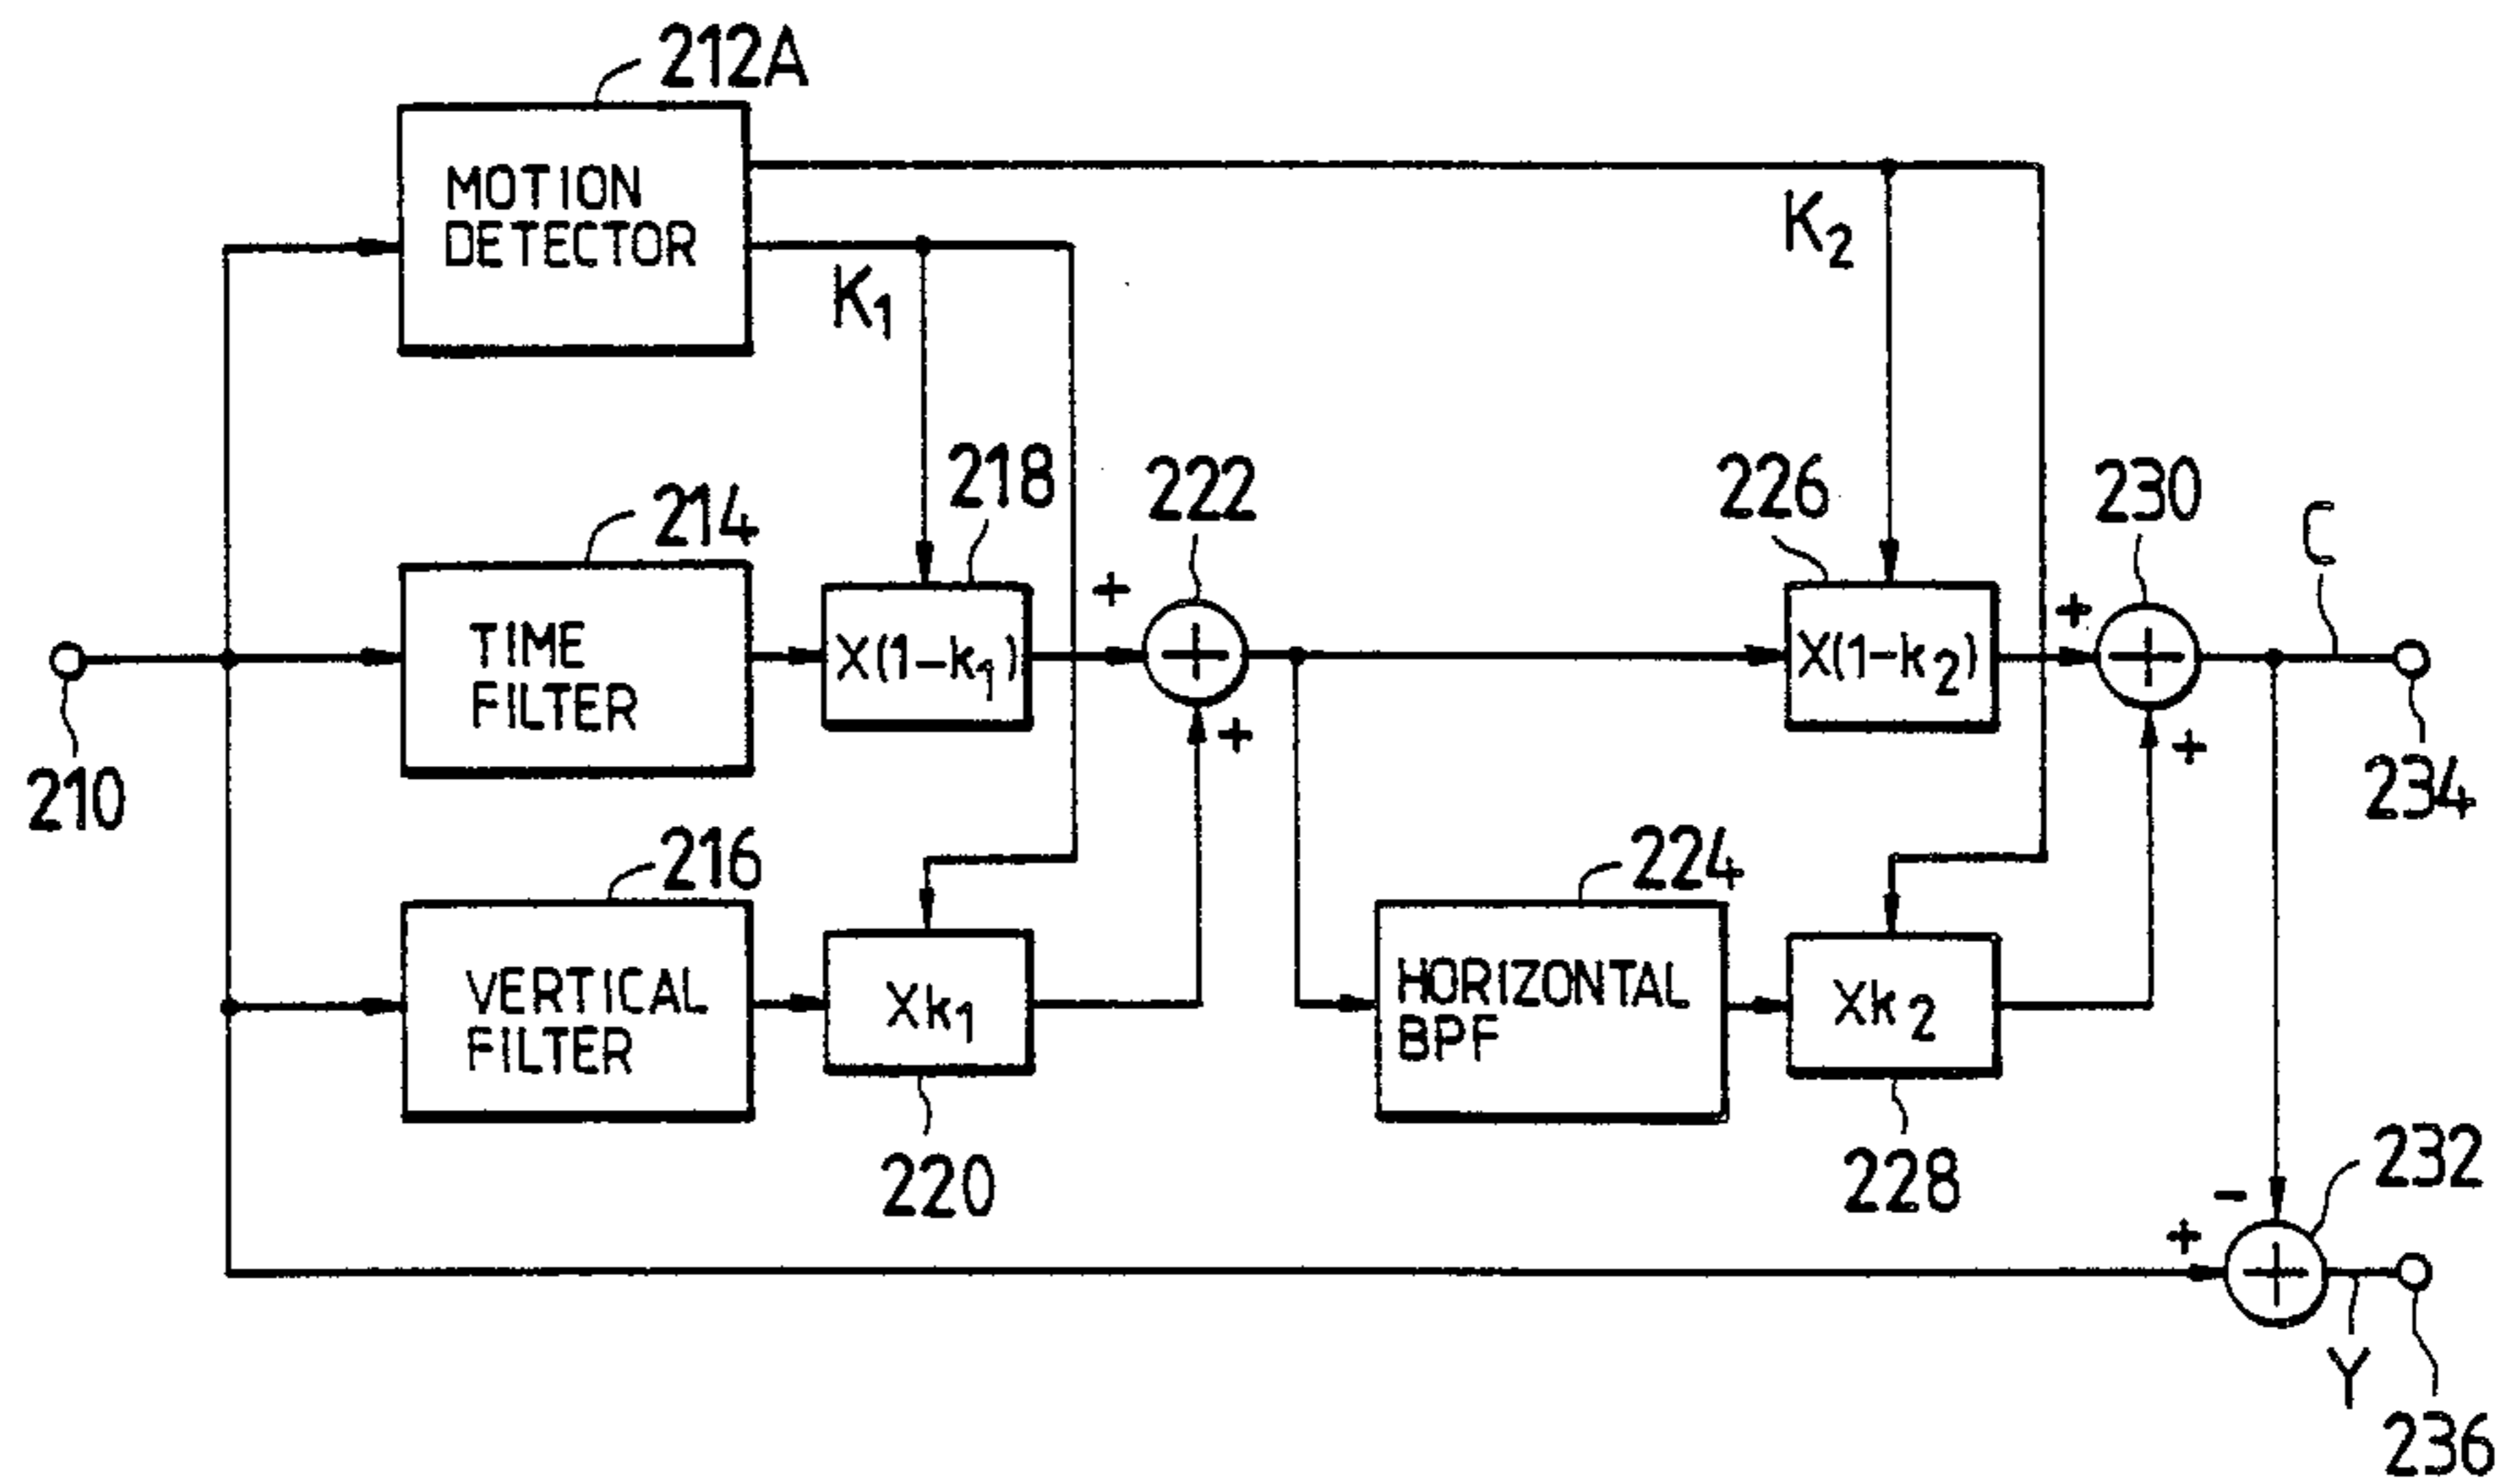 212A
MOTION
DETECTOR
K₂
K₁
214
218
222
226
230
C
+
+
TIME
FILTER
X(1-k₁)
X(1-k₂)
+
+
210
234
216
224
VERTICAL
FILTER
Xk₁
HORIZONTAL
BPF
Xk₂
220
228
232
-
+
Y
236